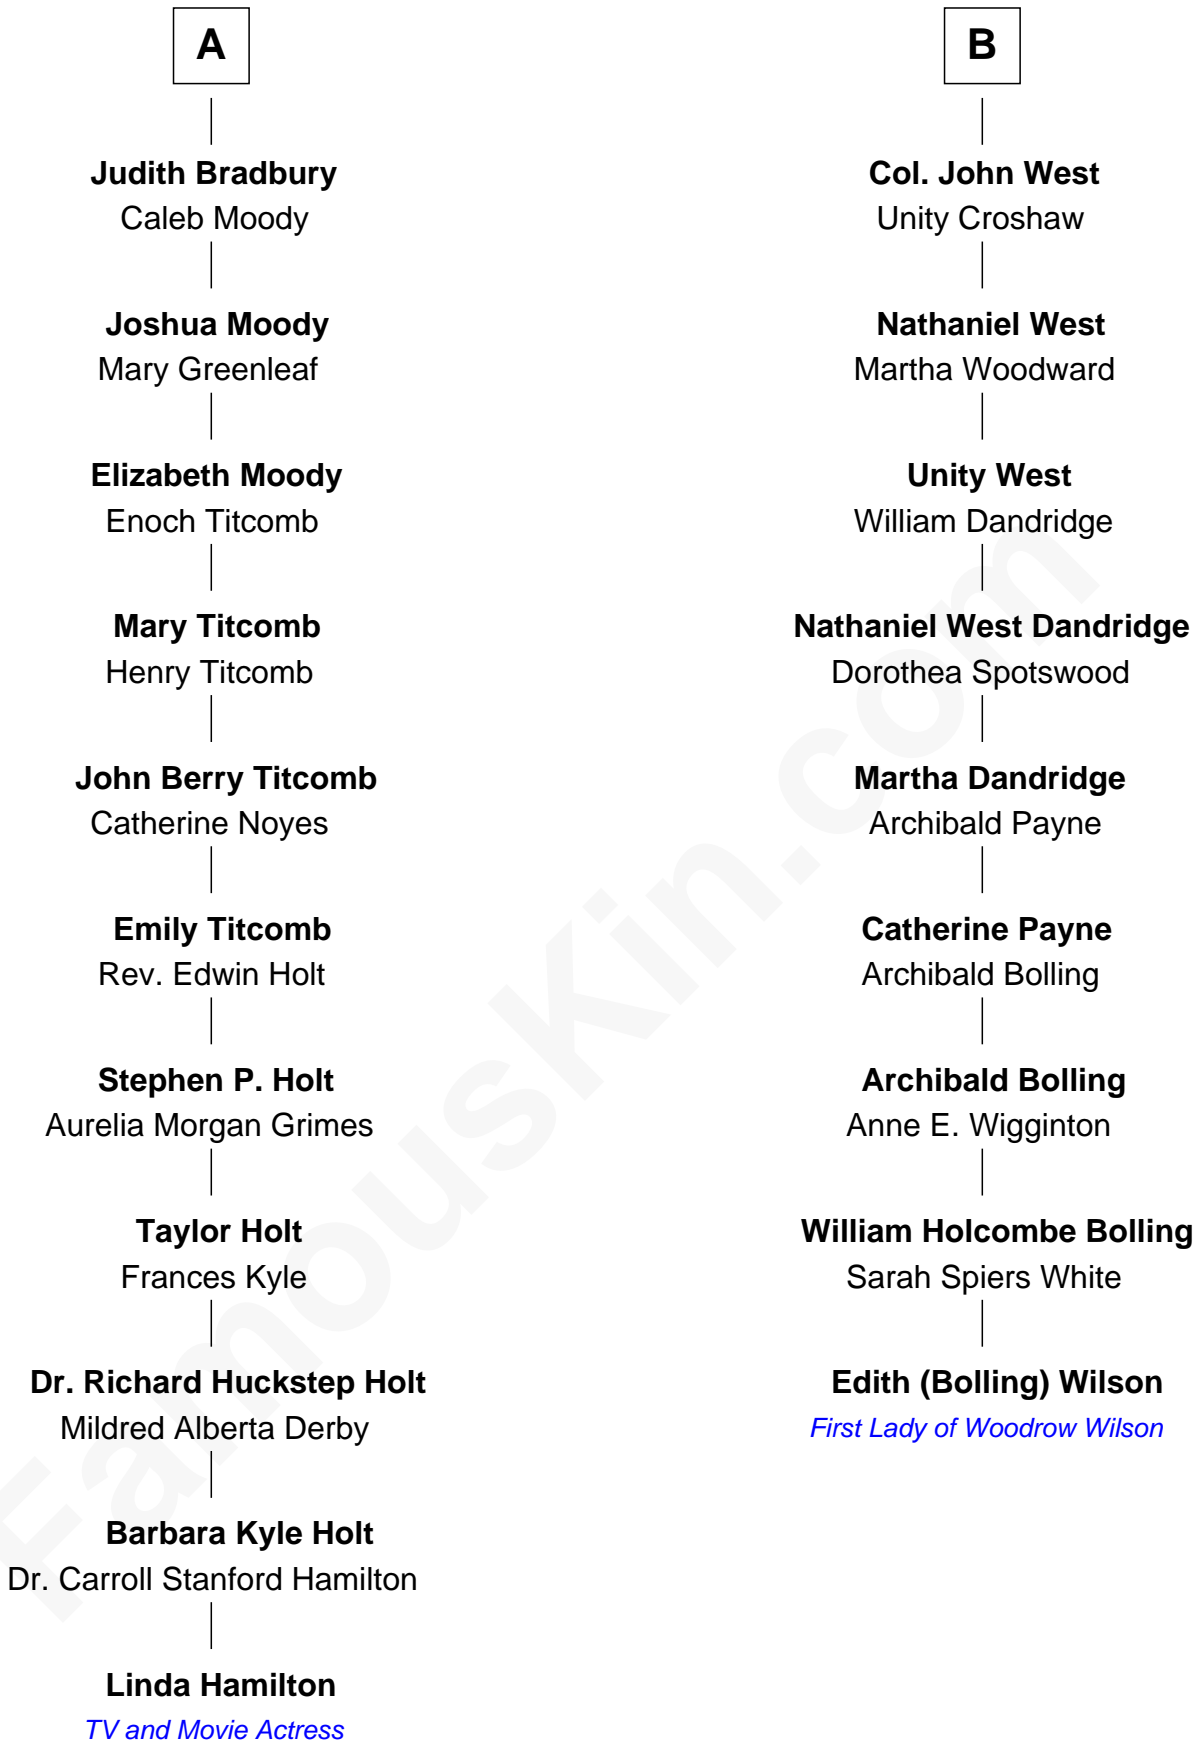 A
Judith Bradbury
Caleb Moody
Joshua Moody
Mary Greenleaf
Elizabeth Moody
Enoch Titcomb
Mary Titcomb
Henry Titcomb
John Berry Titcomb
Catherine Noyes
Emily Titcomb
Rev. Edwin Holt
Stephen P. Holt
Aurelia Morgan Grimes
Taylor Holt
Frances Kyle
Dr. Richard Huckstep Holt
Mildred Alberta Derby
Barbara Kyle Holt
Dr. Carroll Stanford Hamilton
Linda Hamilton
TV and Movie Actress
B
Col. John West
Unity Croshaw
Nathaniel West
Martha Woodward
Unity West
William Dandridge
Nathaniel West Dandridge
Dorothea Spotswood
Martha Dandridge
Archibald Payne
Catherine Payne
Archibald Bolling
Archibald Bolling
Anne E. Wigginton
William Holcombe Bolling
Sarah Spiers White
Edith (Bolling) Wilson
First Lady of Woodrow Wilson
FamousKin.com